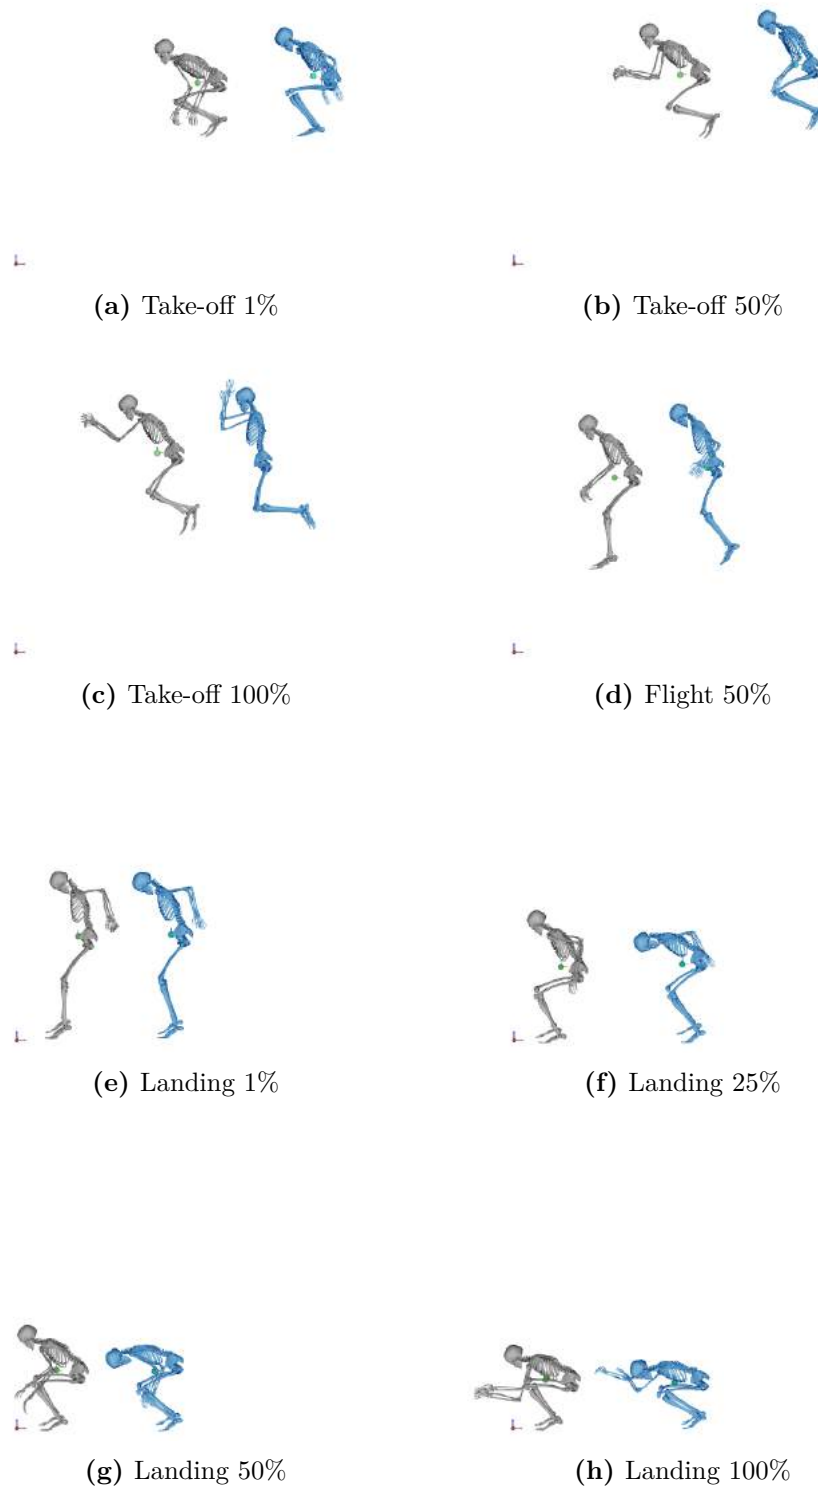 (a) Take-off 1%
(b) Take-off 50%
(c) Take-off 100%
(d) Flight 50%
(e) Landing 1%
(f) Landing 25%
(g) Landing 50%
(h) Landing 100%